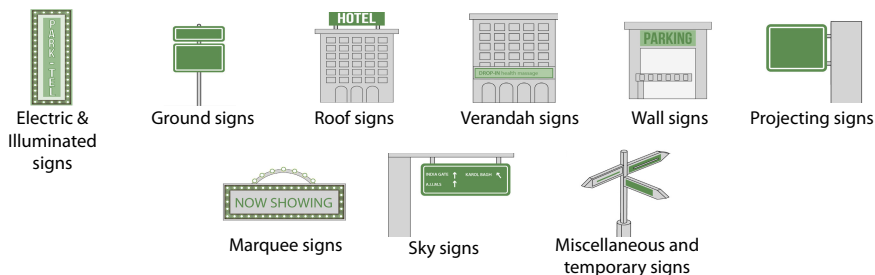 PARK-TEL
HOTEL
DROP-IN health massage
PARKING
Electric &
Illuminated
signs
Ground signs
Roof signs
Verandah signs
Wall signs
Projecting signs
NOW SHOWING
INDIA GATE KAROL BAGH
A.I.I.M.S
Marquee signs
Sky signs
Miscellaneous and
temporary signs